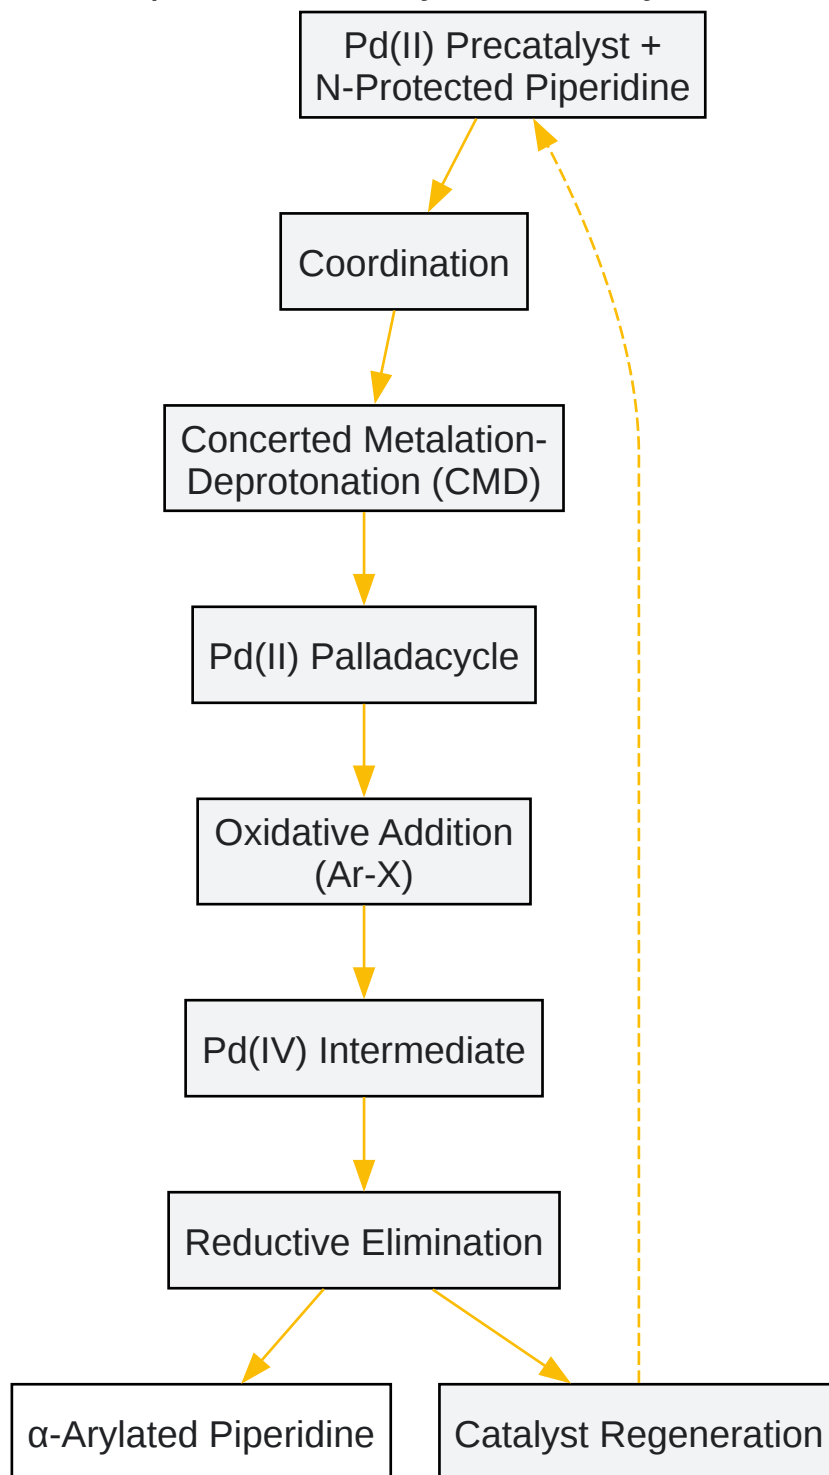 Pd(II) Precatalyst +
N-Protected Piperidine
Coordination
Concerted Metalation-
Deprotonation (CMD)
Pd(II) Palladacycle
Oxidative Addition
(Ar-X)
Pd(IV) Intermediate
Reductive Elimination
α-Arylated Piperidine
Catalyst Regeneration